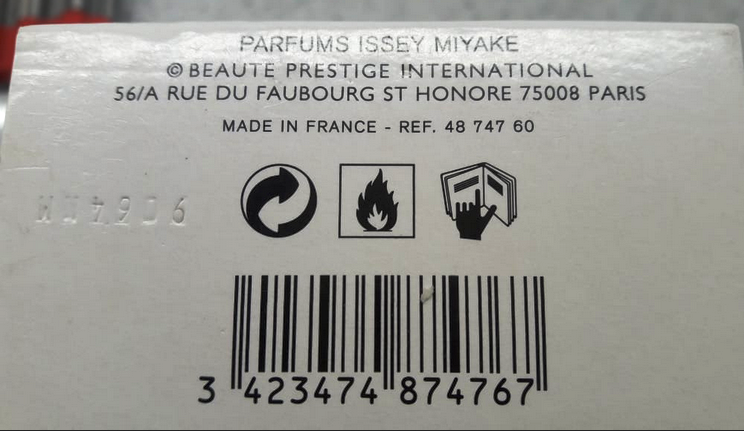 PARFUMS ISSEY MIYAKE
© BEAUTE PRESTIGE INTERNATIONAL
56/A RUE DU FAUBOURG ST HONORE 75008 PARIS
MADE IN FRANCE - REF. 48 747 60
3 423474 874767